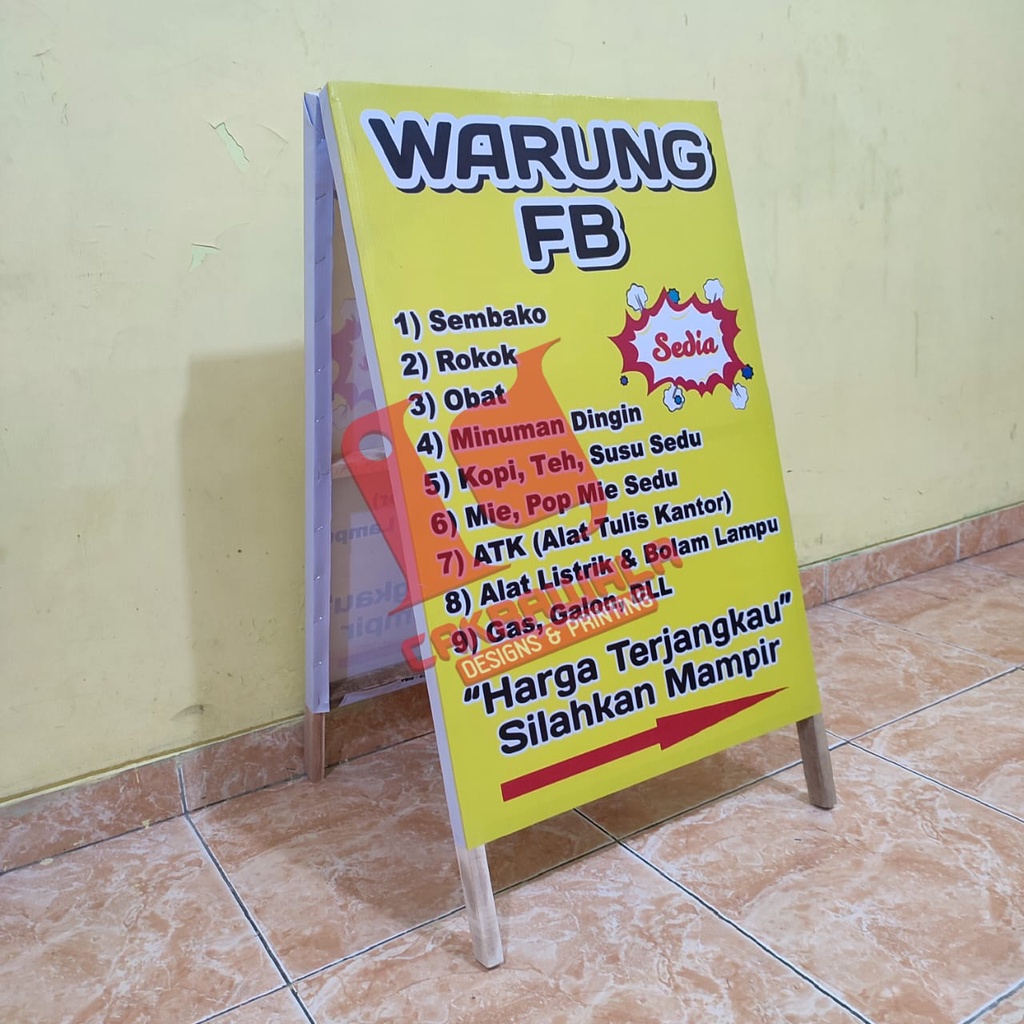 WARUNG
FB
Sedia
1) Sembako
2) Rokok
3) Obat
4) Minuman Dingin
5) Kopi, Teh, Susu Sedu
6) Mie, Pop Mie Sedu
7) ATK (Alat Tulis Kantor)
8) Alat Listrik & Bolam Lampu
9) Gas, Galon, DLL
CAKRAWALA
DESIGNS & PRINTING
"Harga Terjangkau"
Silahkan Mampir